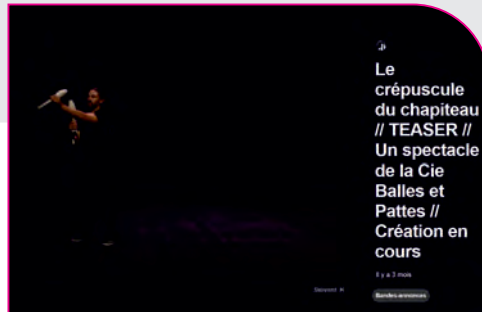 Le
crépuscule
du chapiteau
// TEASER //
Un spectacle
de la Cie
Balles et
Pattes //
Création en
cours
Il y a 3 mois
Bandes-annonces